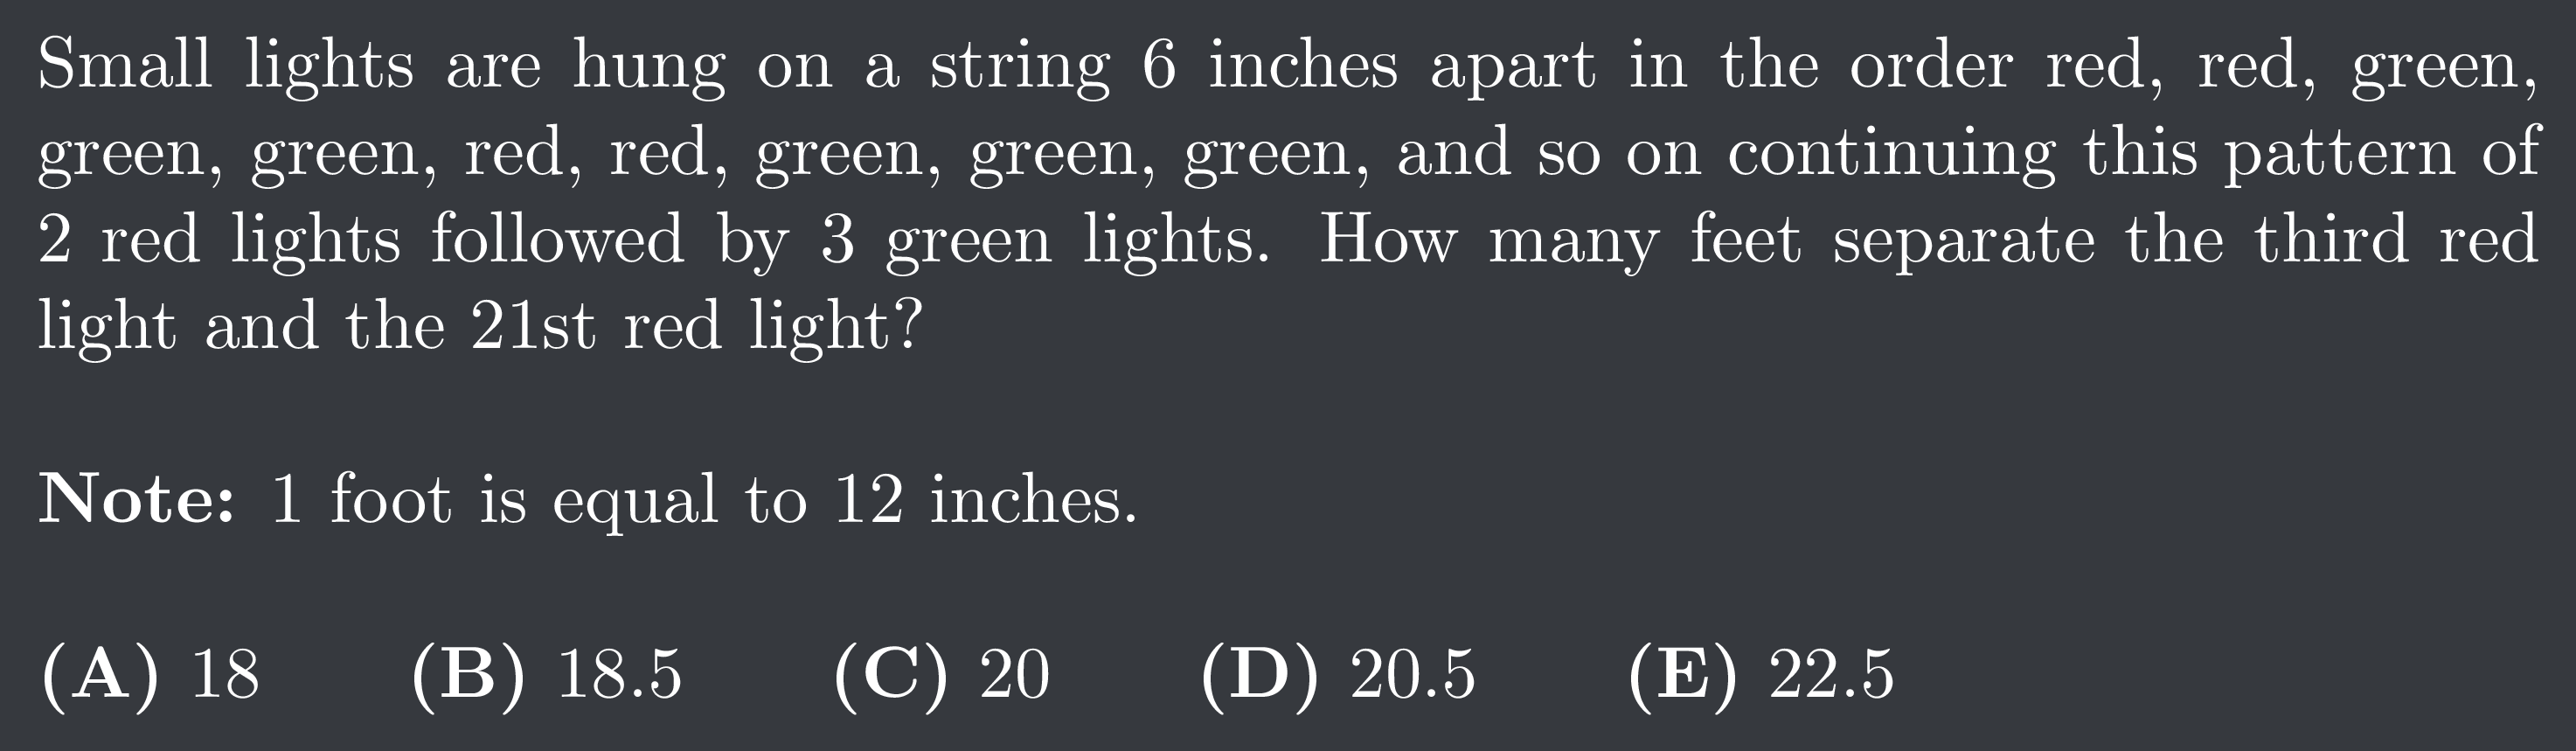 Small lights are hung on a string 6 inches apart in the order red, red, green,
green, green, red, red, green, green, green, and so on continuing this pattern of
2 red lights followed by 3 green lights. How many feet separate the third red
light and the 21st red light?
Note: 1 foot is equal to 12 inches.
(A) 18 (B) 18.5 (C) 20 (D) 20.5 (E) 22.5